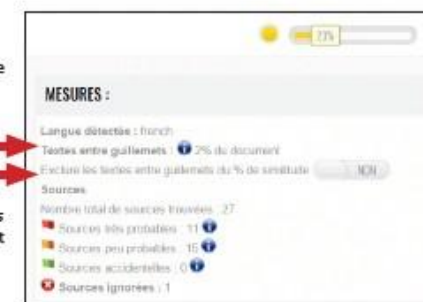 23%
e
MESURES :
Langue détectée : french
Textes entre guillemets : 2% du document
Exclure les textes entre guillemets du % de similitude NON
Sources
Nombre total de sources trouvées : 27
s
Sources très probables : 11
t
Sources peu probables : 15
Sources accidentelles : 0
Sources ignorées : 1